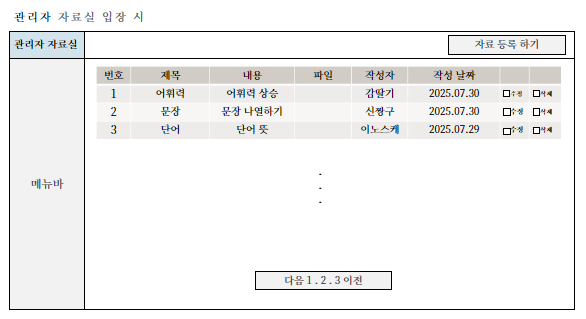 관리자 자료실 입장 시
관리자 자료실
자료 등록 하기
번호 제목 내용 파일 작성자 작성 날짜
1 어휘력 어휘력 상승 감딸기 2025.07.30 수정 삭제
2 문장 문장 나열하기 신짱구 2025.07.30 수정 삭제
3 단어 단어 뜻 이노스케 2025.07.29 수정 삭제
메뉴바
다음 1 . 2 . 3 이전